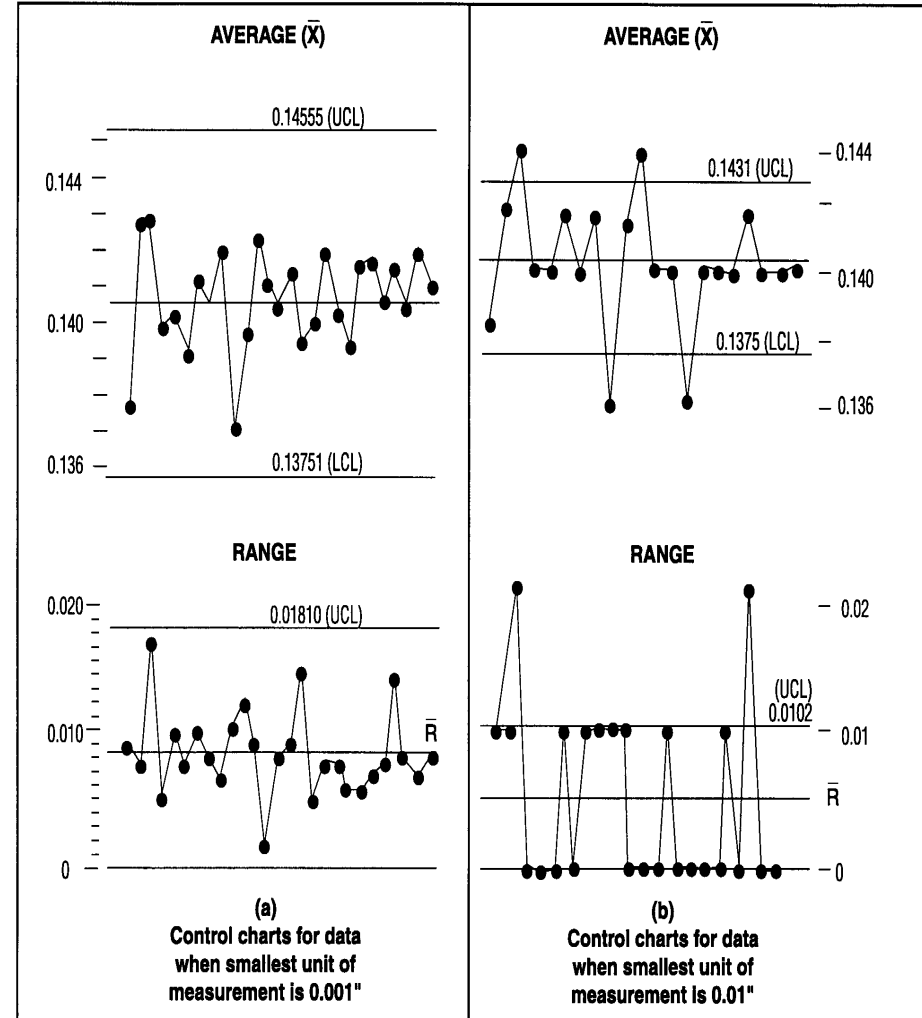 AVERAGE (X̄)
0.14555 (UCL)
0.144
0.140
0.136
0.13751 (LCL)
RANGE
0.020
0.01810 (UCL)
0.010
R̄
0
(a)
Control charts for data
when smallest unit of
measurement is 0.001"
AVERAGE (X̄)
0.144
0.1431 (UCL)
0.140
0.1375 (LCL)
0.136
RANGE
0.02
(UCL)
0.0102
0.01
R̄
0
(b)
Control charts for data
when smallest unit of
measurement is 0.01"